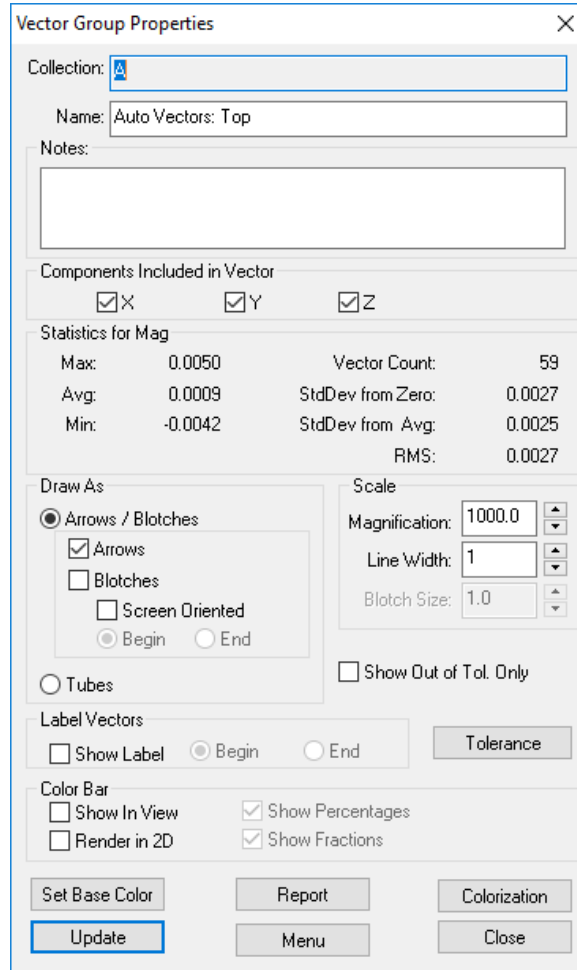 Vector Group Properties
Collection: A
Name: Auto Vectors: Top
Notes:
Components Included in Vector
X Y Z
Statistics for Mag
Max: 0.0050 Vector Count: 59
Avg: 0.0009 StdDev from Zero: 0.0027
Min: -0.0042 StdDev from Avg: 0.0025
RMS: 0.0027
Draw As
Arrows / Blotches
Arrows
Blotches
Screen Oriented
Begin End
Tubes
Scale
Magnification: 1000.0
Line Width: 1
Blotch Size: 1.0
Show Out of Tol. Only
Label Vectors
Show Label Begin End
Tolerance
Color Bar
Show In View Show Percentages
Render in 2D Show Fractions
Set Base Color Report Colorization
Update Menu Close